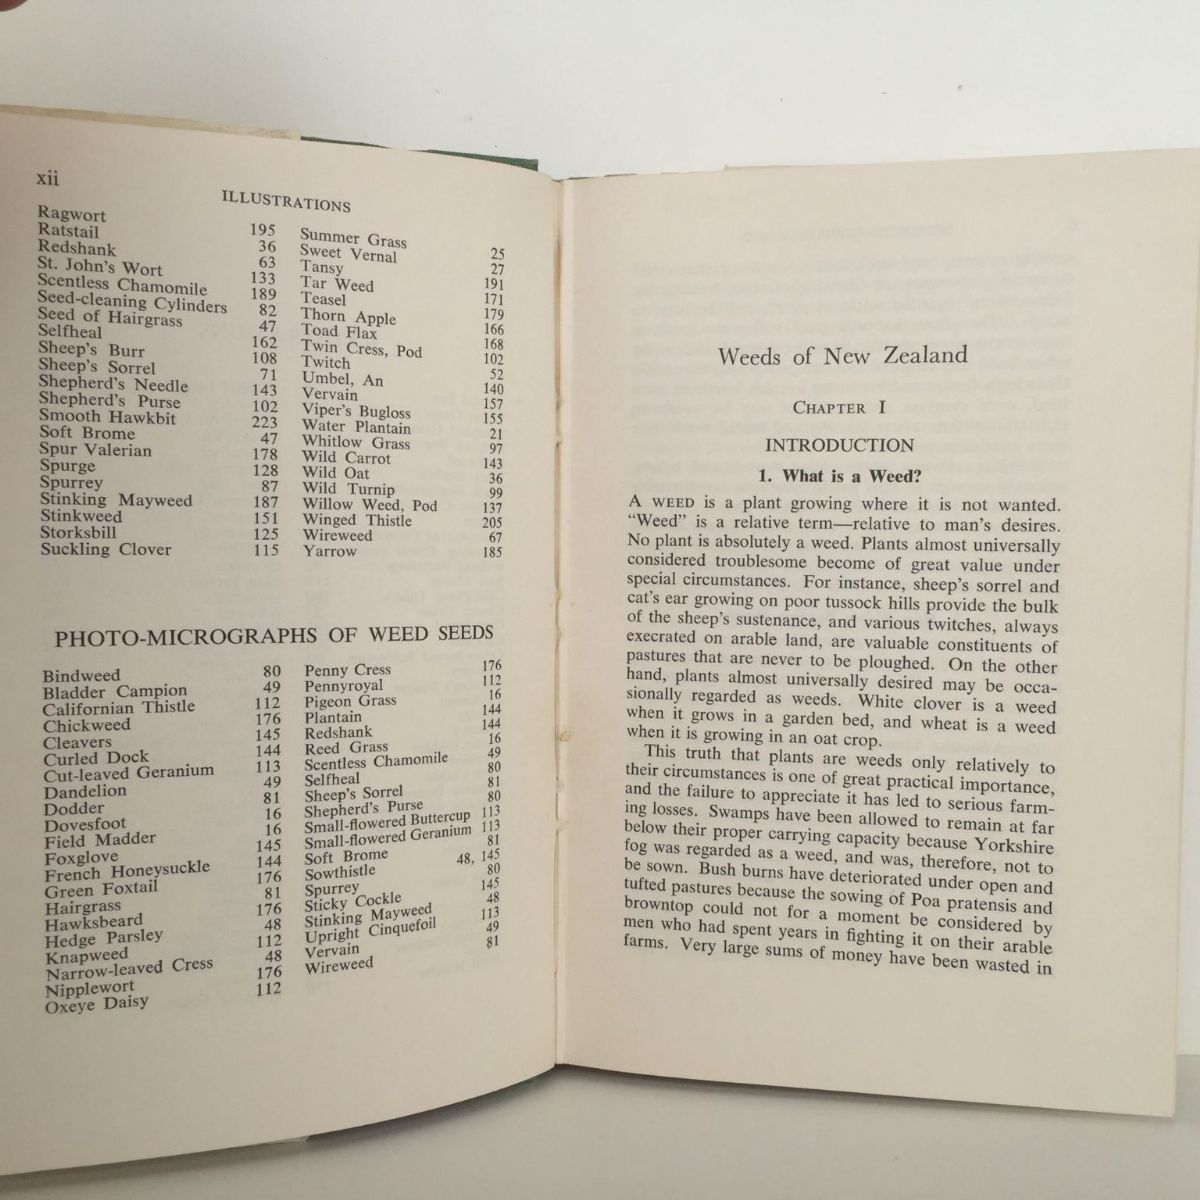 xii
ILLUSTRATIONS
Ragwort 195
Ratstail 36
Redshank 63
St. John's Wort 133
Scentless Chamomile 189
Seed-cleaning Cylinders 82
Seed of Hairgrass 47
Selfheal 162
Sheep's Burr 108
Sheep's Sorrel 71
Shepherd's Needle 143
Shepherd's Purse 102
Smooth Hawkbit 223
Soft Brome 47
Spur Valerian 178
Spurge 128
Spurrey 87
Stinking Mayweed 187
Stinkweed 151
Storksbill 125
Suckling Clover 115
Summer Grass 25
Sweet Vernal 27
Tansy 191
Tar Weed 171
Teasel 179
Thorn Apple 166
Toad Flax 168
Twin Cress, Pod 102
Twitch 52
Umbel, An 140
Vervain 157
Viper's Bugloss 155
Water Plantain 21
Whitlow Grass 97
Wild Carrot 143
Wild Oat 36
Wild Turnip 99
Willow Weed, Pod 137
Winged Thistle 205
Wireweed 67
Yarrow 185
PHOTO-MICROGRAPHS OF WEED SEEDS
Bindweed 80
Bladder Campion 49
Californian Thistle 112
Chickweed 176
Cleavers 145
Curled Dock 144
Cut-leaved Geranium 113
Dandelion 49
Dodder 81
Dovesfoot 16
Field Madder 16
Foxglove 145
French Honeysuckle 144
Green Foxtail 176
Hairgrass 81
Hawksbeard 176
Hedge Parsley 48
Knapweed 112
Narrow-leaved Cress 48
Nipplewort 176
Oxeye Daisy 112
Penny Cress 176
Pennyroyal 112
Pigeon Grass 16
Plantain 144
Redshank 144
Reed Grass 16
Scentless Chamomile 49
Selfheal 80
Sheep's Sorrel 81
Shepherd's Purse 80
Small-flowered Buttercup 113
Small-flowered Geranium 113
Soft Brome 81
Sowthistle 48, 145
Spurrey 80
Sticky Cockle 145
Stinking Mayweed 48
Upright Cinquefoil 113
Vervain 49
Wireweed 81
Weeds of New Zealand
CHAPTER I
INTRODUCTION
1. What is a Weed?
A WEED is a plant growing where it is not wanted.
"Weed" is a relative term—relative to man's desires.
No plant is absolutely a weed. Plants almost universally
considered troublesome become of great value under
special circumstances. For instance, sheep's sorrel and
cat's ear growing on poor tussock hills provide the bulk
of the sheep's sustenance, and various twitches, always
execrated on arable land, are valuable constituents of
pastures that are never to be ploughed. On the other
hand, plants almost universally desired may be occa-
sionally regarded as weeds. White clover is a weed
when it grows in a garden bed, and wheat is a weed
when it is growing in an oat crop.
This truth that plants are weeds only relatively to
their circumstances is one of great practical importance,
and the failure to appreciate it has led to serious farm-
ing losses. Swamps have been allowed to remain at far
below their proper carrying capacity because Yorkshire
fog was regarded as a weed, and was, therefore, not to
be sown. Bush burns have deteriorated under open and
tufted pastures because the sowing of Poa pratensis and
browntop could not for a moment be considered by
men who had spent years in fighting it on their arable
farms. Very large sums of money have been wasted in